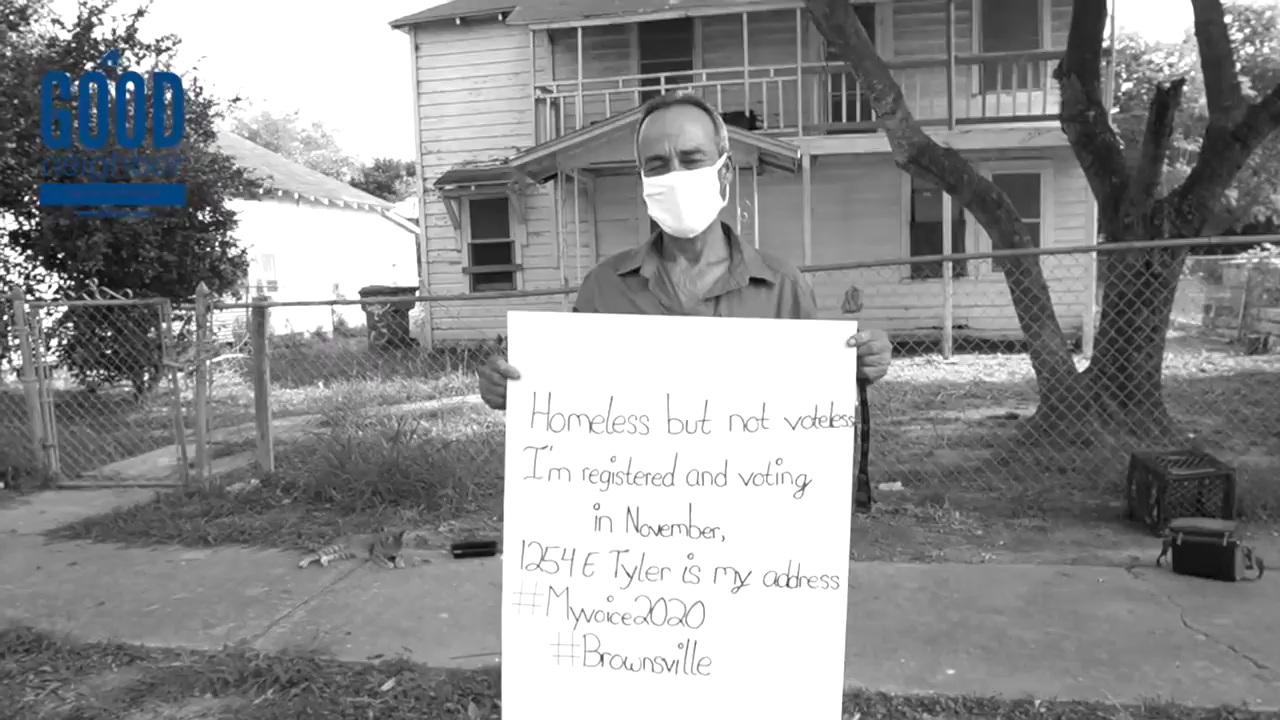 GOOD
Homeless but not voteless
I'm registered and voting
in November,
1254 E Tyler is my address
#Myvoice2020
#Brownsville